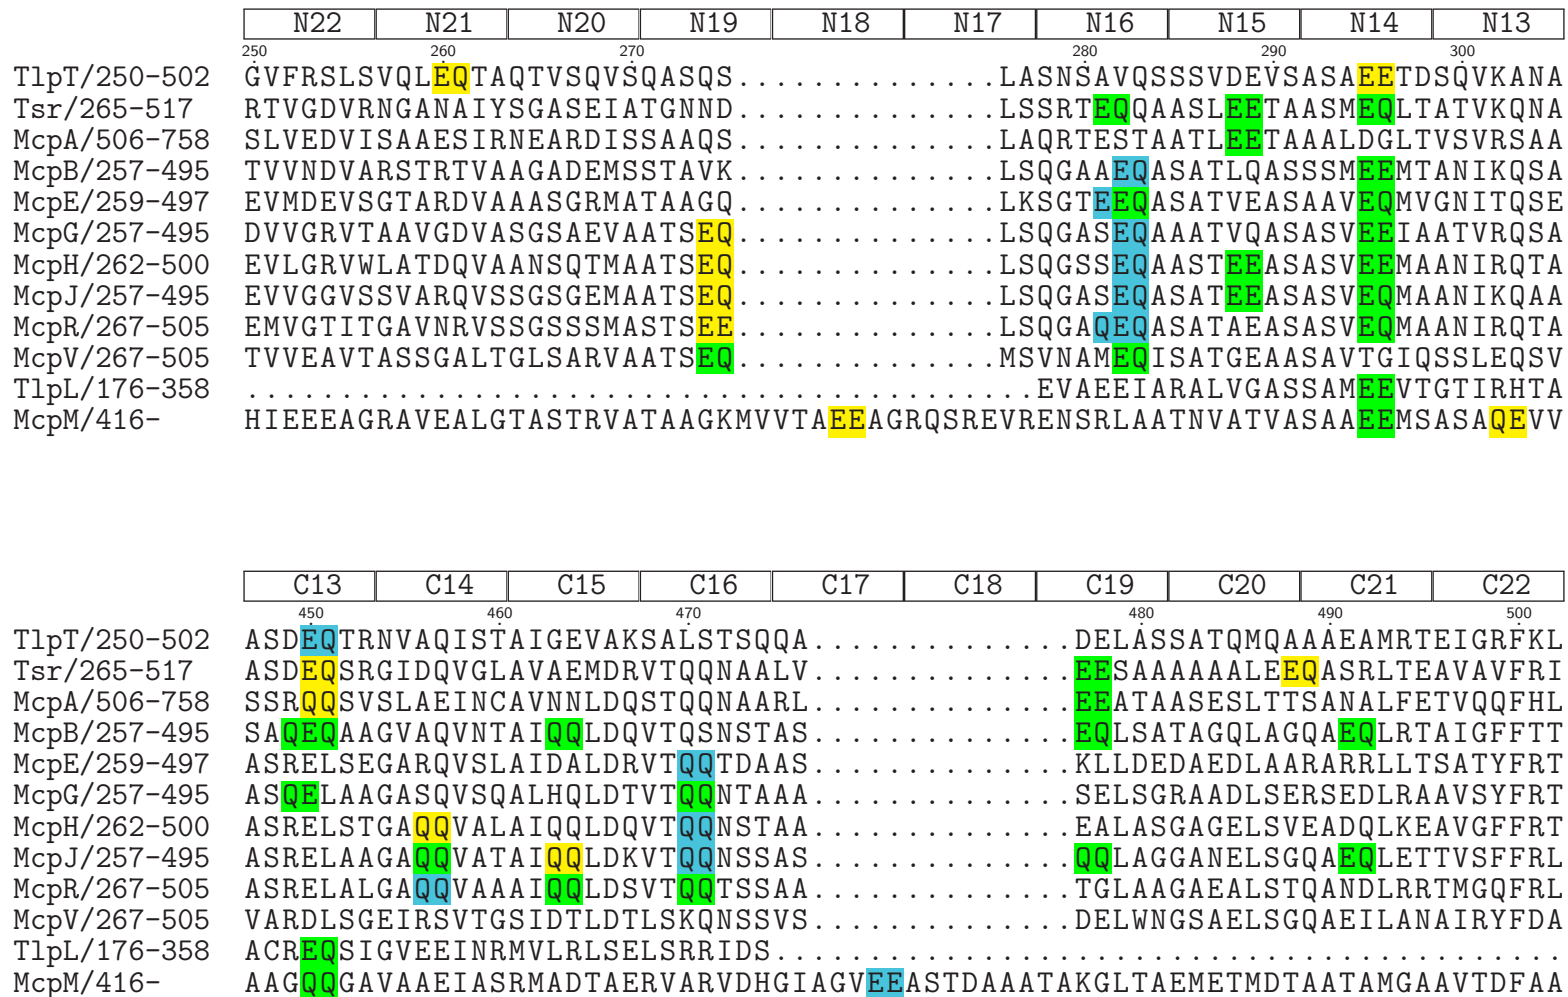 N22 N21 N20 N19 N18 N17 N16 N15 N14 N13
250 260 270 280 290 300
TlpT/250-502 GVFRSLSVQLEQTAQTVSQVSQASQS..............LASNSAVQSSSVDEVSASAEETDSQVKANA
Tsr/265-517 RTVGDVRNGANAIYSGASEIATGNND..............LSSRTEQQAASLEETAASMEQLTATVKQNA
McpA/506-758 SLVEDVISAAESIRNEARDISSAAQS..............LAQRTESTAATLEETAAALDGLTVSVRSAA
McpB/257-495 TVVNDVARSTRTVAAGADEMSSTAVK..............LSQGAAEQASATLQASSSMEEMTANIKQSA
McpE/259-497 EVMDEVSGTARDVAAASGRMATAAGQ..............LKSGTEEQASATVEASAAVEQMVGNITQSE
McpG/257-495 DVVGRVTAAVGDVASGSAEVAATSEQ..............LSQGASEQAAATVQASASVEEIAATVRQSA
McpH/262-500 EVLGRVWLATDQVAANSQTMAATSEQ..............LSQGSSEQAASTEEASASVEEMAANIRQTA
McpJ/257-495 EVVGGVSSVARQVSSGSGEMAATSEQ..............LSQGASEQASATEEASASVEQMAANIKQAA
McpR/267-505 EMVGTITGAVNRVSSGSSSMASTSEE..............LSQGAQEQASATAEASASVEQMAANIRQTA
McpV/267-505 TVVEAVTASSGALTGLSARVAATSEQ..............MSVNAMEQISATGEAASAVTGIQSSLEQSV
TlpL/176-358 ..........................................EVAEEIARALVGASSAMEEVTGTIRHTA
McpM/416- HIEEEAGRAVEALGTASTRVATAAGKMVVTAEEAGRQSREVRENSRLAATNVATVASAAEEMSASAQEVV
C13 C14 C15 C16 C17 C18 C19 C20 C21 C22
450 460 470 480 490 500
TlpT/250-502 ASDEQTRNVAQISTAIGEVAKSALSTSQQA..............DELASSATQMQAAAEAMRTEIGRFKL
Tsr/265-517 ASDEQSRGIDQVGLAVAEMDRVTQQNAALV..............EESAAAAAALEEQASRLTEAVAVFRI
McpA/506-758 SSRQQSVSLAEINCAVNNLDQSTQQNAARL..............EEATAASESLTTSANALFETVQQFHL
McpB/257-495 SAQEQAAGVAQVNTAIQQLDQVTQSNSTAS..............EQLSATAGQLAGQAEQLRTAIGFFTT
McpE/259-497 ASRELSEGARQVSLAIDALDRVTQQTDAAS..............KLLDEDAEDLAARARRLLTSATYFRT
McpG/257-495 ASQELAAGASQVSQALHQLDTVTQQNTAAA..............SELSGRAADLSERSEDLRAAVSYFRT
McpH/262-500 ASRELSTGAQQVALAIQQLDQVTQQNSTAA..............EALASGAGELSVEADQLKEAVGFFRT
McpJ/257-495 ASRELAAGAQQVATAIQQLDKVTQQNSSAS..............QQLAGGANELSGQAEQLETTVSFFRL
McpR/267-505 ASRELALGAQQVAAAIQQLDSVTQQTSSAA..............TGLAAGAEALSTQANDLRRTMGQFRL
McpV/267-505 VARDLSGEIRSVTGSIDTLDTLSKQNSSVS..............DELWNGSAELSGQAEILANAIRYFDA
TlpL/176-358 ACREQSIGVEEINRMVLRLSELSRRIDS..........................................
McpM/416- AAGQQGAVAAEIASRMADTAERVARVDHGIAGVEEASTDAAATAKGLTAEMETMDTAATAMGAAVTDFAA